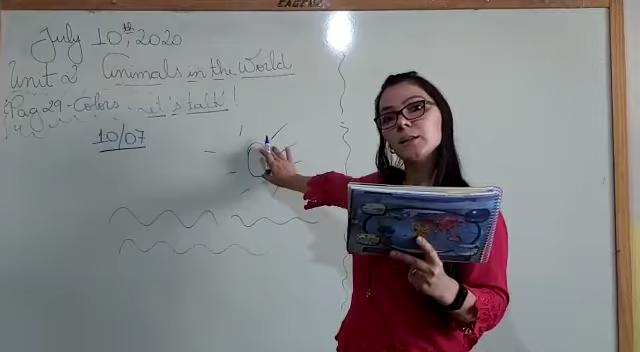 July 10th, 2020
Unit 2 Animals in the World
Pag 29 - Colors. Let's talk!
10/07